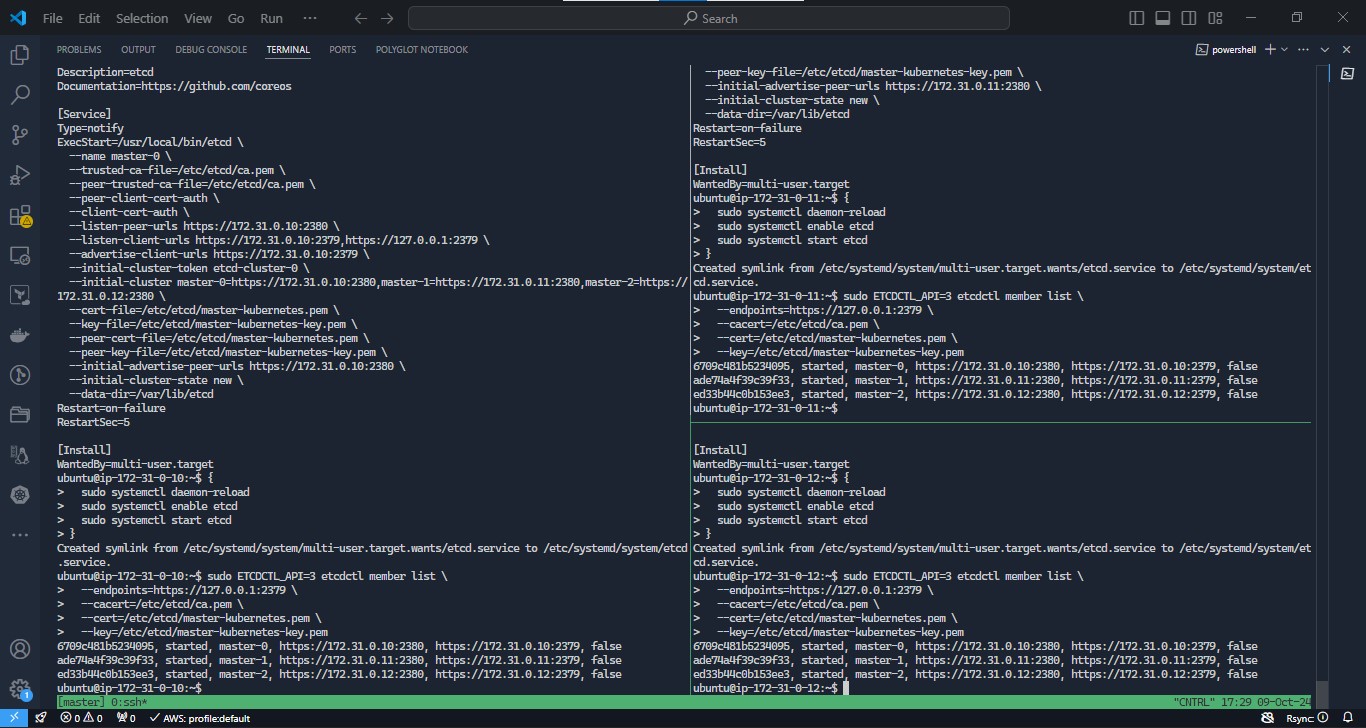 File Edit Selection View Go Run ··· Search
PROBLEMS OUTPUT DEBUG CONSOLE TERMINAL PORTS POLYGLOT NOTEBOOK powershell
Description=etcd
Documentation=https://github.com/coreos
[Service]
Type=notify
ExecStart=/usr/local/bin/etcd \
--name master-0 \
--trusted-ca-file=/etc/etcd/ca.pem \
--peer-trusted-ca-file=/etc/etcd/ca.pem \
--peer-client-cert-auth \
--client-cert-auth \
--listen-peer-urls https://172.31.0.10:2380 \
--listen-client-urls https://172.31.0.10:2379,https://127.0.0.1:2379 \
--advertise-client-urls https://172.31.0.10:2379 \
--initial-cluster-token etcd-cluster-0 \
--initial-cluster master-0=https://172.31.0.10:2380,master-1=https://172.31.0.11:2380,master-2=https://
172.31.0.12:2380 \
--cert-file=/etc/etcd/master-kubernetes.pem \
--key-file=/etc/etcd/master-kubernetes-key.pem \
--peer-cert-file=/etc/etcd/master-kubernetes.pem \
--peer-key-file=/etc/etcd/master-kubernetes-key.pem \
--initial-advertise-peer-urls https://172.31.0.10:2380 \
--initial-cluster-state new \
--data-dir=/var/lib/etcd
Restart=on-failure
RestartSec=5
[Install]
WantedBy=multi-user.target
ubuntu@ip-172-31-0-10:~$ {
> sudo systemctl daemon-reload
> sudo systemctl enable etcd
> sudo systemctl start etcd
> }
Created symlink from /etc/systemd/system/multi-user.target.wants/etcd.service to /etc/systemd/system/etcd
.service.
ubuntu@ip-172-31-0-10:~$ sudo ETCDCTL_API=3 etcdctl member list \
> --endpoints=https://127.0.0.1:2379 \
> --cacert=/etc/etcd/ca.pem \
> --cert=/etc/etcd/master-kubernetes.pem \
> --key=/etc/etcd/master-kubernetes-key.pem
6709c481b5234095, started, master-0, https://172.31.0.10:2380, https://172.31.0.10:2379, false
ade74a4f39c39f33, started, master-1, https://172.31.0.11:2380, https://172.31.0.11:2379, false
ed33b44c0b153ee3, started, master-2, https://172.31.0.12:2380, https://172.31.0.12:2379, false
ubuntu@ip-172-31-0-10:~$
--peer-key-file=/etc/etcd/master-kubernetes-key.pem \
--initial-advertise-peer-urls https://172.31.0.11:2380 \
--initial-cluster-state new \
--data-dir=/var/lib/etcd
Restart=on-failure
RestartSec=5
[Install]
WantedBy=multi-user.target
ubuntu@ip-172-31-0-11:~$ {
> sudo systemctl daemon-reload
> sudo systemctl enable etcd
> sudo systemctl start etcd
> }
Created symlink from /etc/systemd/system/multi-user.target.wants/etcd.service to /etc/systemd/system/et
cd.service.
ubuntu@ip-172-31-0-11:~$ sudo ETCDCTL_API=3 etcdctl member list \
> --endpoints=https://127.0.0.1:2379 \
> --cacert=/etc/etcd/ca.pem \
> --cert=/etc/etcd/master-kubernetes.pem \
> --key=/etc/etcd/master-kubernetes-key.pem
6709c481b5234095, started, master-0, https://172.31.0.10:2380, https://172.31.0.10:2379, false
ade74a4f39c39f33, started, master-1, https://172.31.0.11:2380, https://172.31.0.11:2379, false
ed33b44c0b153ee3, started, master-2, https://172.31.0.12:2380, https://172.31.0.12:2379, false
ubuntu@ip-172-31-0-11:~$
[Install]
WantedBy=multi-user.target
ubuntu@ip-172-31-0-12:~$ {
> sudo systemctl daemon-reload
> sudo systemctl enable etcd
> sudo systemctl start etcd
> }
Created symlink from /etc/systemd/system/multi-user.target.wants/etcd.service to /etc/systemd/system/et
cd.service.
ubuntu@ip-172-31-0-12:~$ sudo ETCDCTL_API=3 etcdctl member list \
> --endpoints=https://127.0.0.1:2379 \
> --cacert=/etc/etcd/ca.pem \
> --cert=/etc/etcd/master-kubernetes.pem \
> --key=/etc/etcd/master-kubernetes-key.pem
6709c481b5234095, started, master-0, https://172.31.0.10:2380, https://172.31.0.10:2379, false
ade74a4f39c39f33, started, master-1, https://172.31.0.11:2380, https://172.31.0.11:2379, false
ed33b44c0b153ee3, started, master-2, https://172.31.0.12:2380, https://172.31.0.12:2379, false
ubuntu@ip-172-31-0-12:~$
[master] 0:ssh* "CNTRL" 17:29 09-Oct-24
1
0 0 0 AWS: profile:default Rsync: